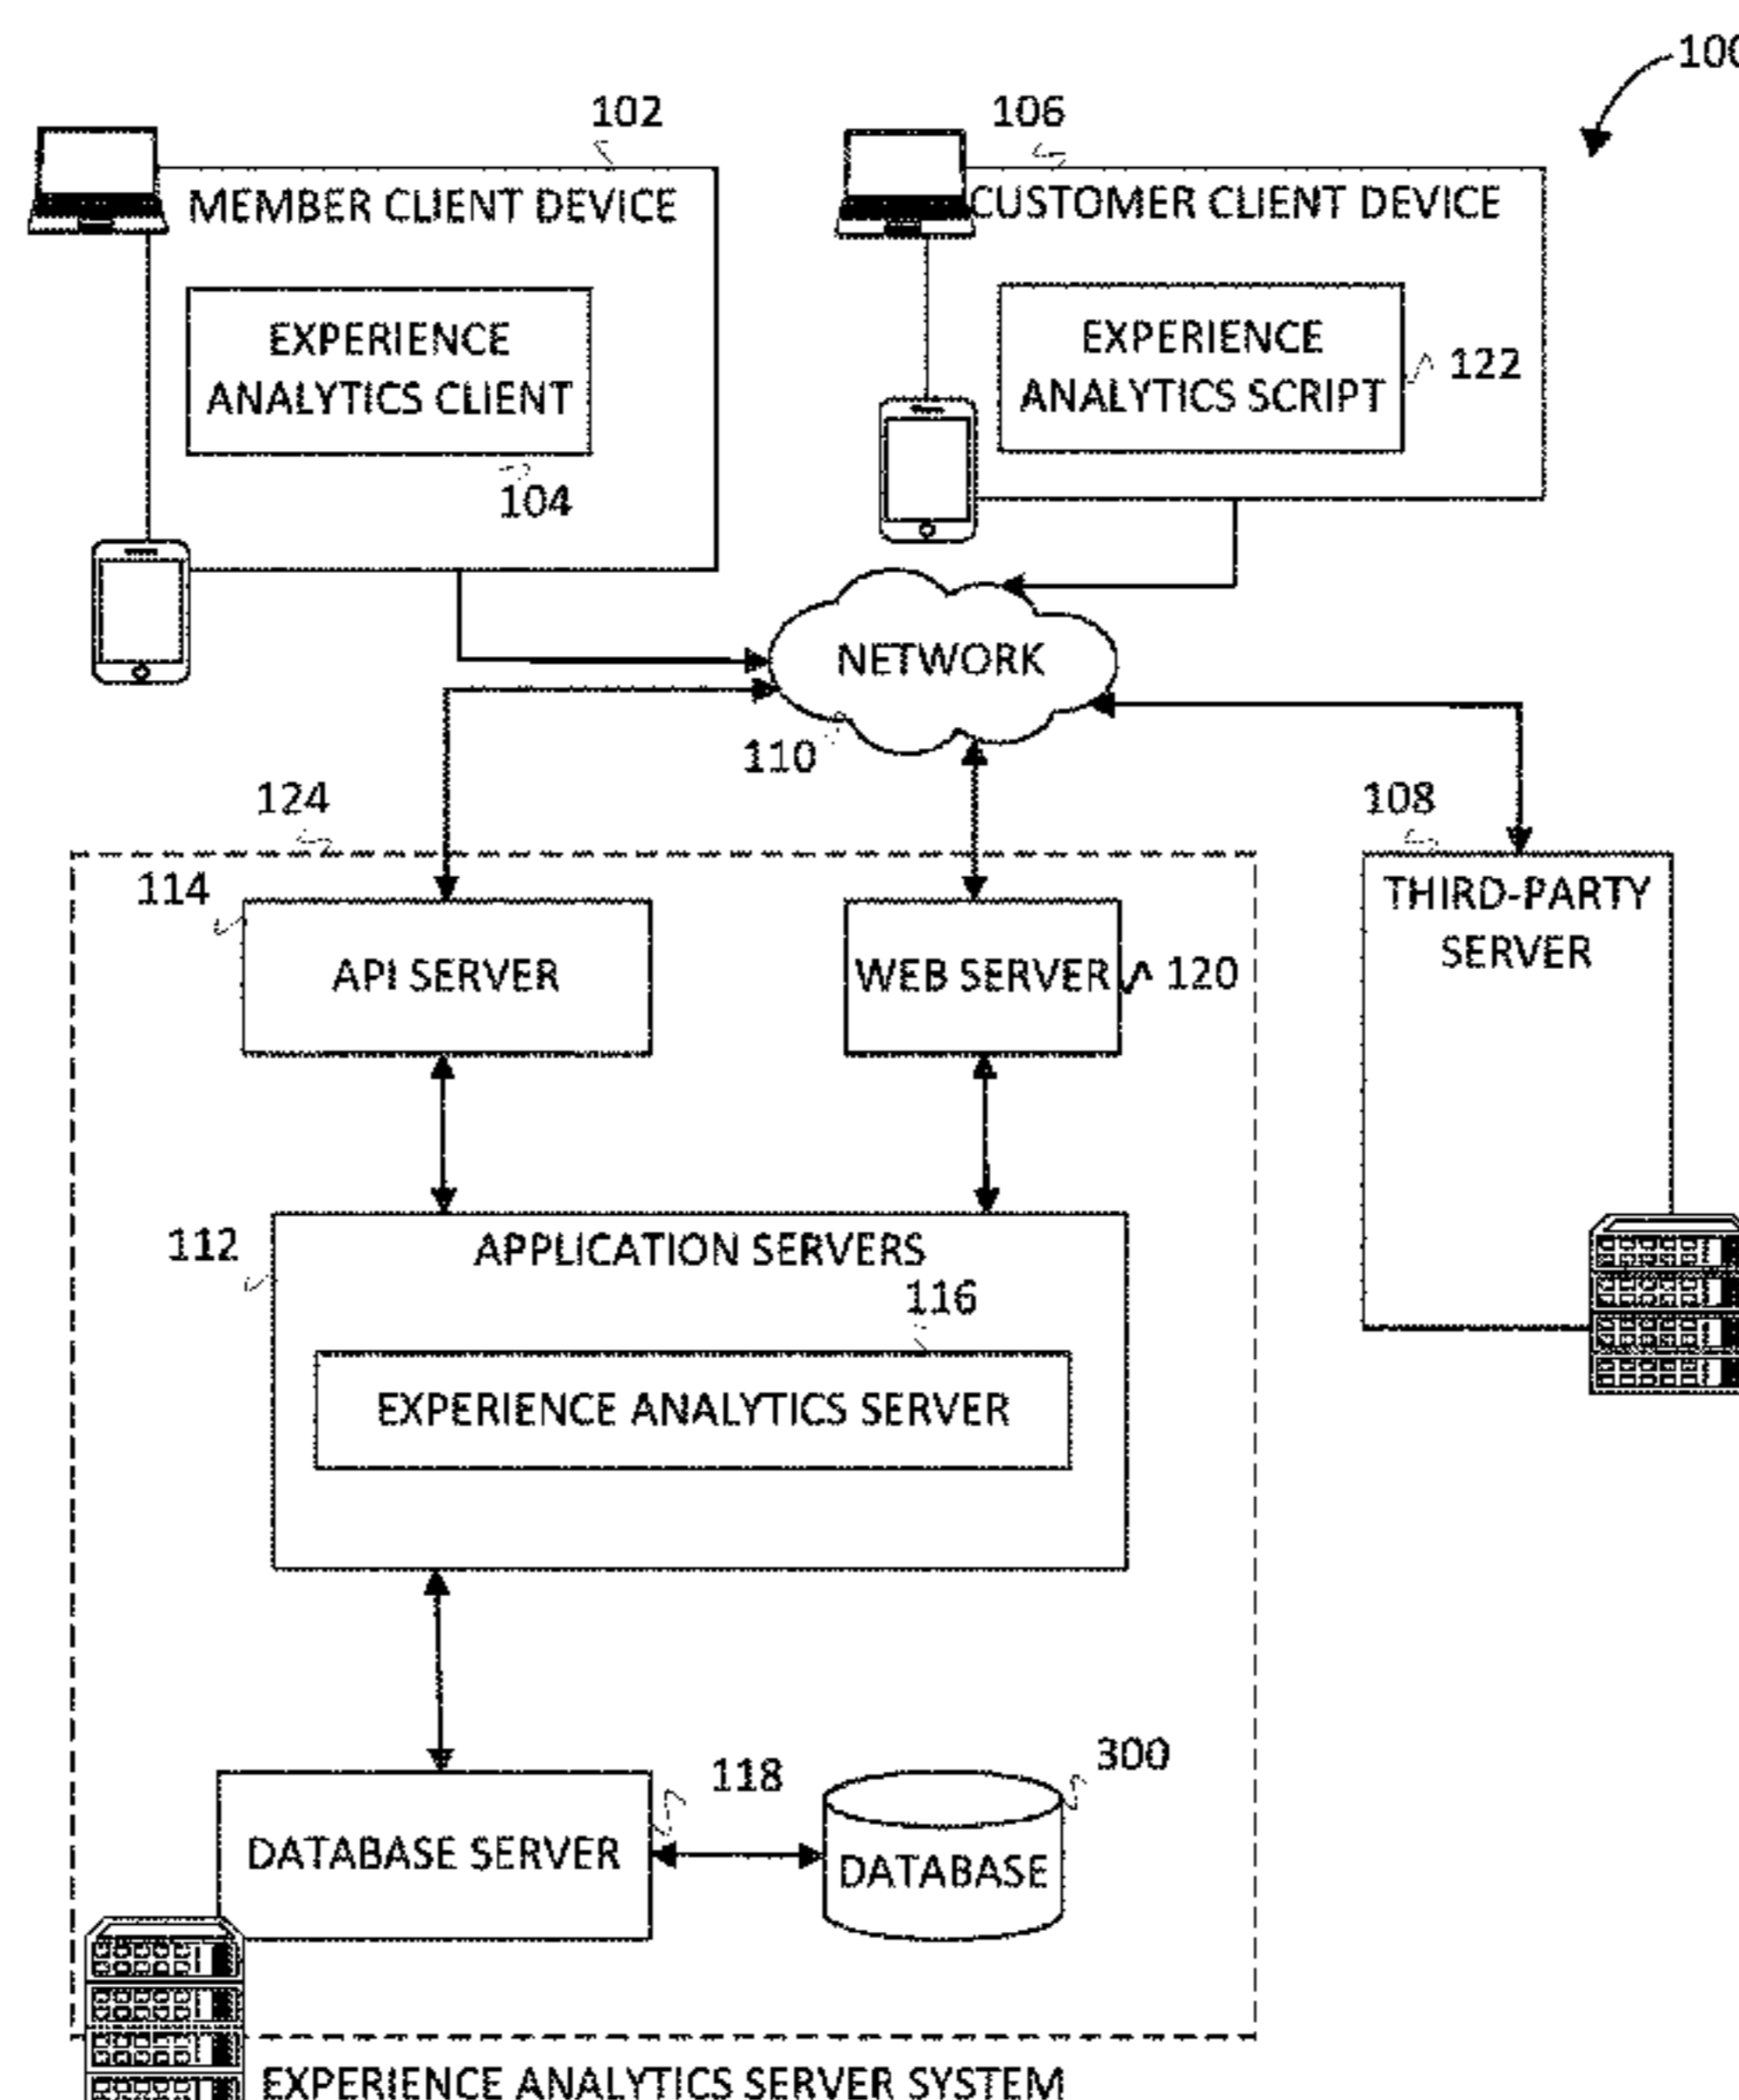 100
102
106
MEMBER CLIENT DEVICE
CUSTOMER CLIENT DEVICE
EXPERIENCE
ANALYTICS CLIENT
104
EXPERIENCE
ANALYTICS SCRIPT
122
NETWORK
110
124
108
114
API SERVER
WEB SERVER
120
THIRD-PARTY
SERVER
112
APPLICATION SERVERS
116
EXPERIENCE ANALYTICS SERVER
118
300
DATABASE SERVER
DATABASE
EXPERIENCE ANALYTICS SERVER SYSTEM